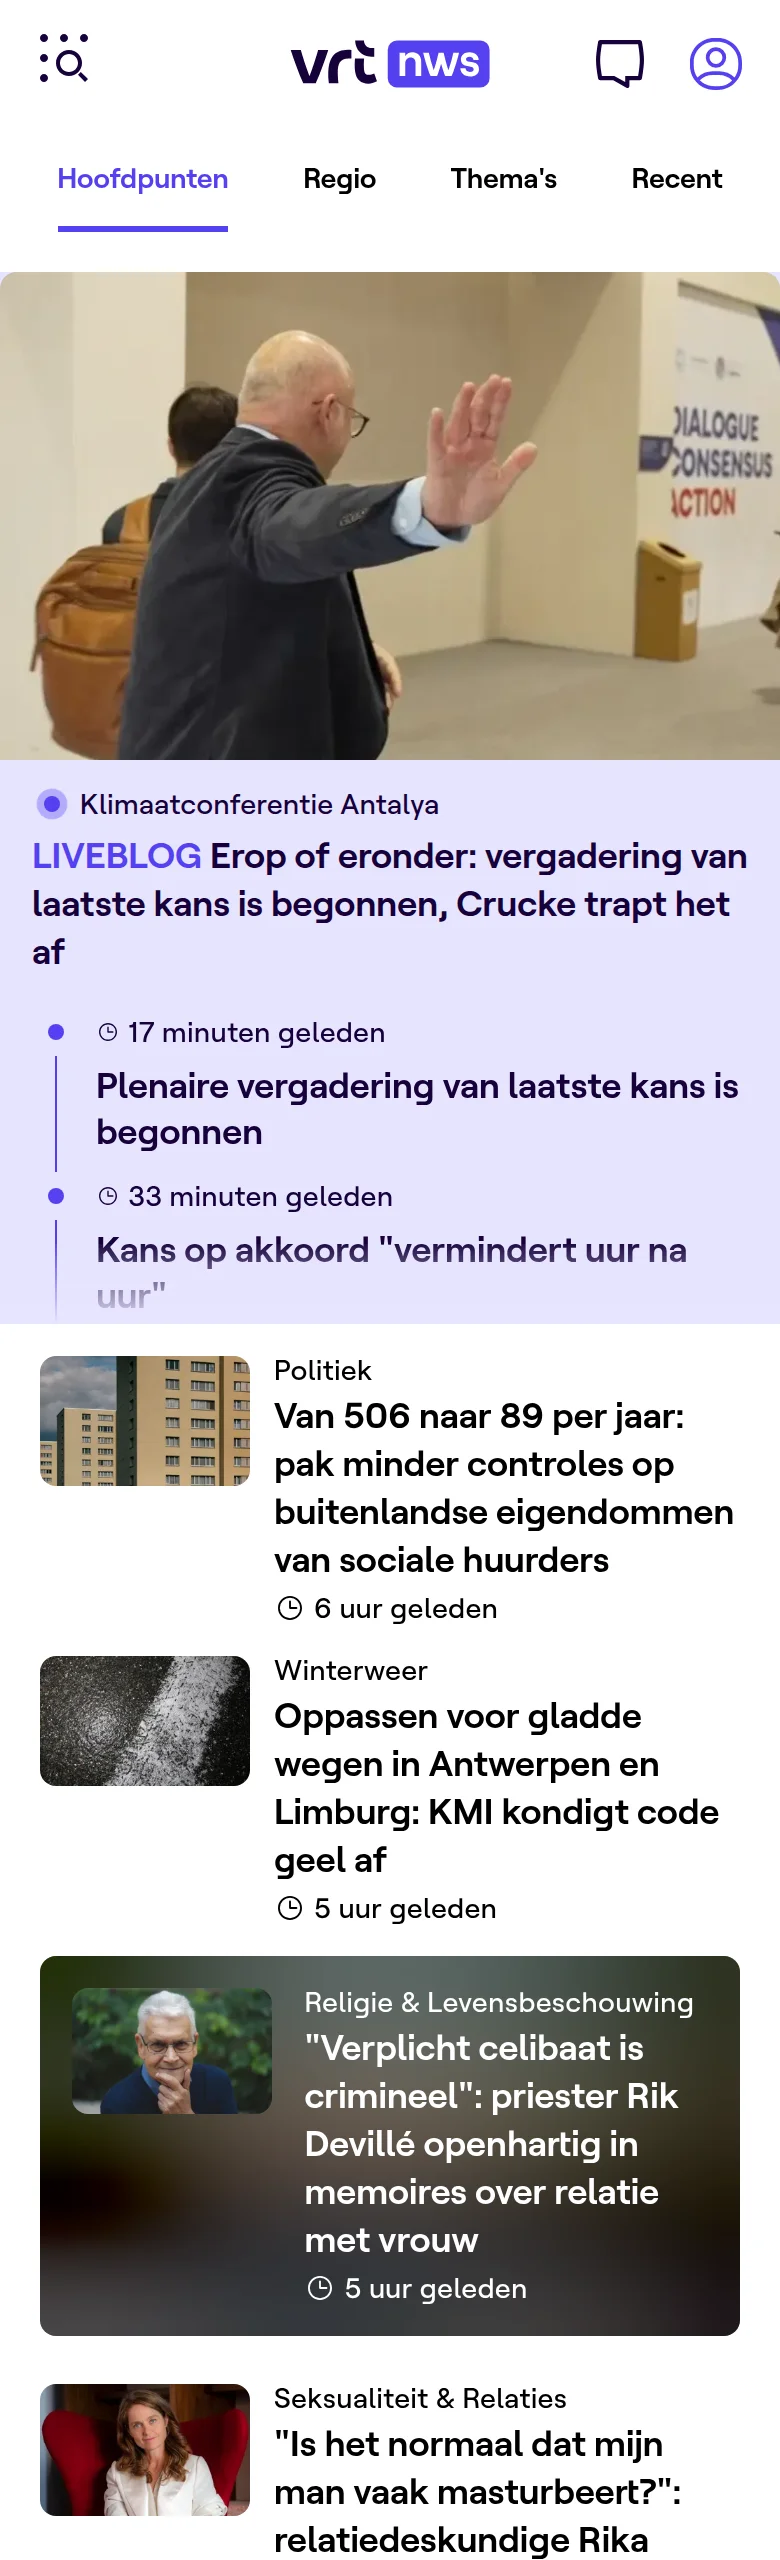 vrt nws
Hoofdpunten Regio Thema's Recent
DIALOGUE
CONSENSUS
ACTION
Klimaatconferentie Antalya
LIVEBLOG Erop of eronder: vergadering van
laatste kans is begonnen, Crucke trapt het
af
17 minuten geleden
Plenaire vergadering van laatste kans is
begonnen
33 minuten geleden
Kans op akkoord "vermindert uur na
uur"
Politiek
Van 506 naar 89 per jaar:
pak minder controles op
buitenlandse eigendommen
van sociale huurders
6 uur geleden
Winterweer
Oppassen voor gladde
wegen in Antwerpen en
Limburg: KMI kondigt code
geel af
5 uur geleden
Religie & Levensbeschouwing
"Verplicht celibaat is
crimineel": priester Rik
Devillé openhartig in
memoires over relatie
met vrouw
5 uur geleden
Seksualiteit & Relaties
"Is het normaal dat mijn
man vaak masturbeert?":
relatiedeskundige Rika